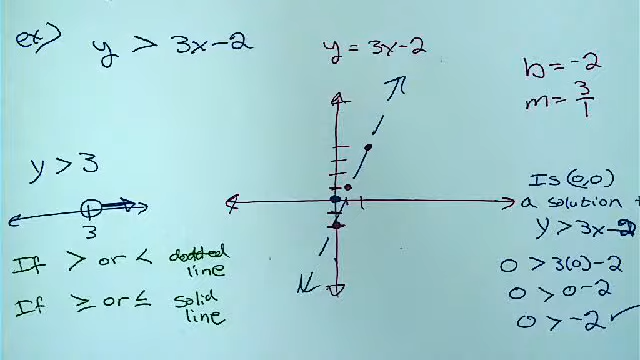 ex) y > 3x-2
y = 3x-2
b = -2
m = 3/1
y > 3
3
If > or < dotted line
If ≥ or ≤ solid line
Is (0,0)
a solution
y > 3x-2
0 > 3(0)-2
0 > 0-2
0 > -2 ✓